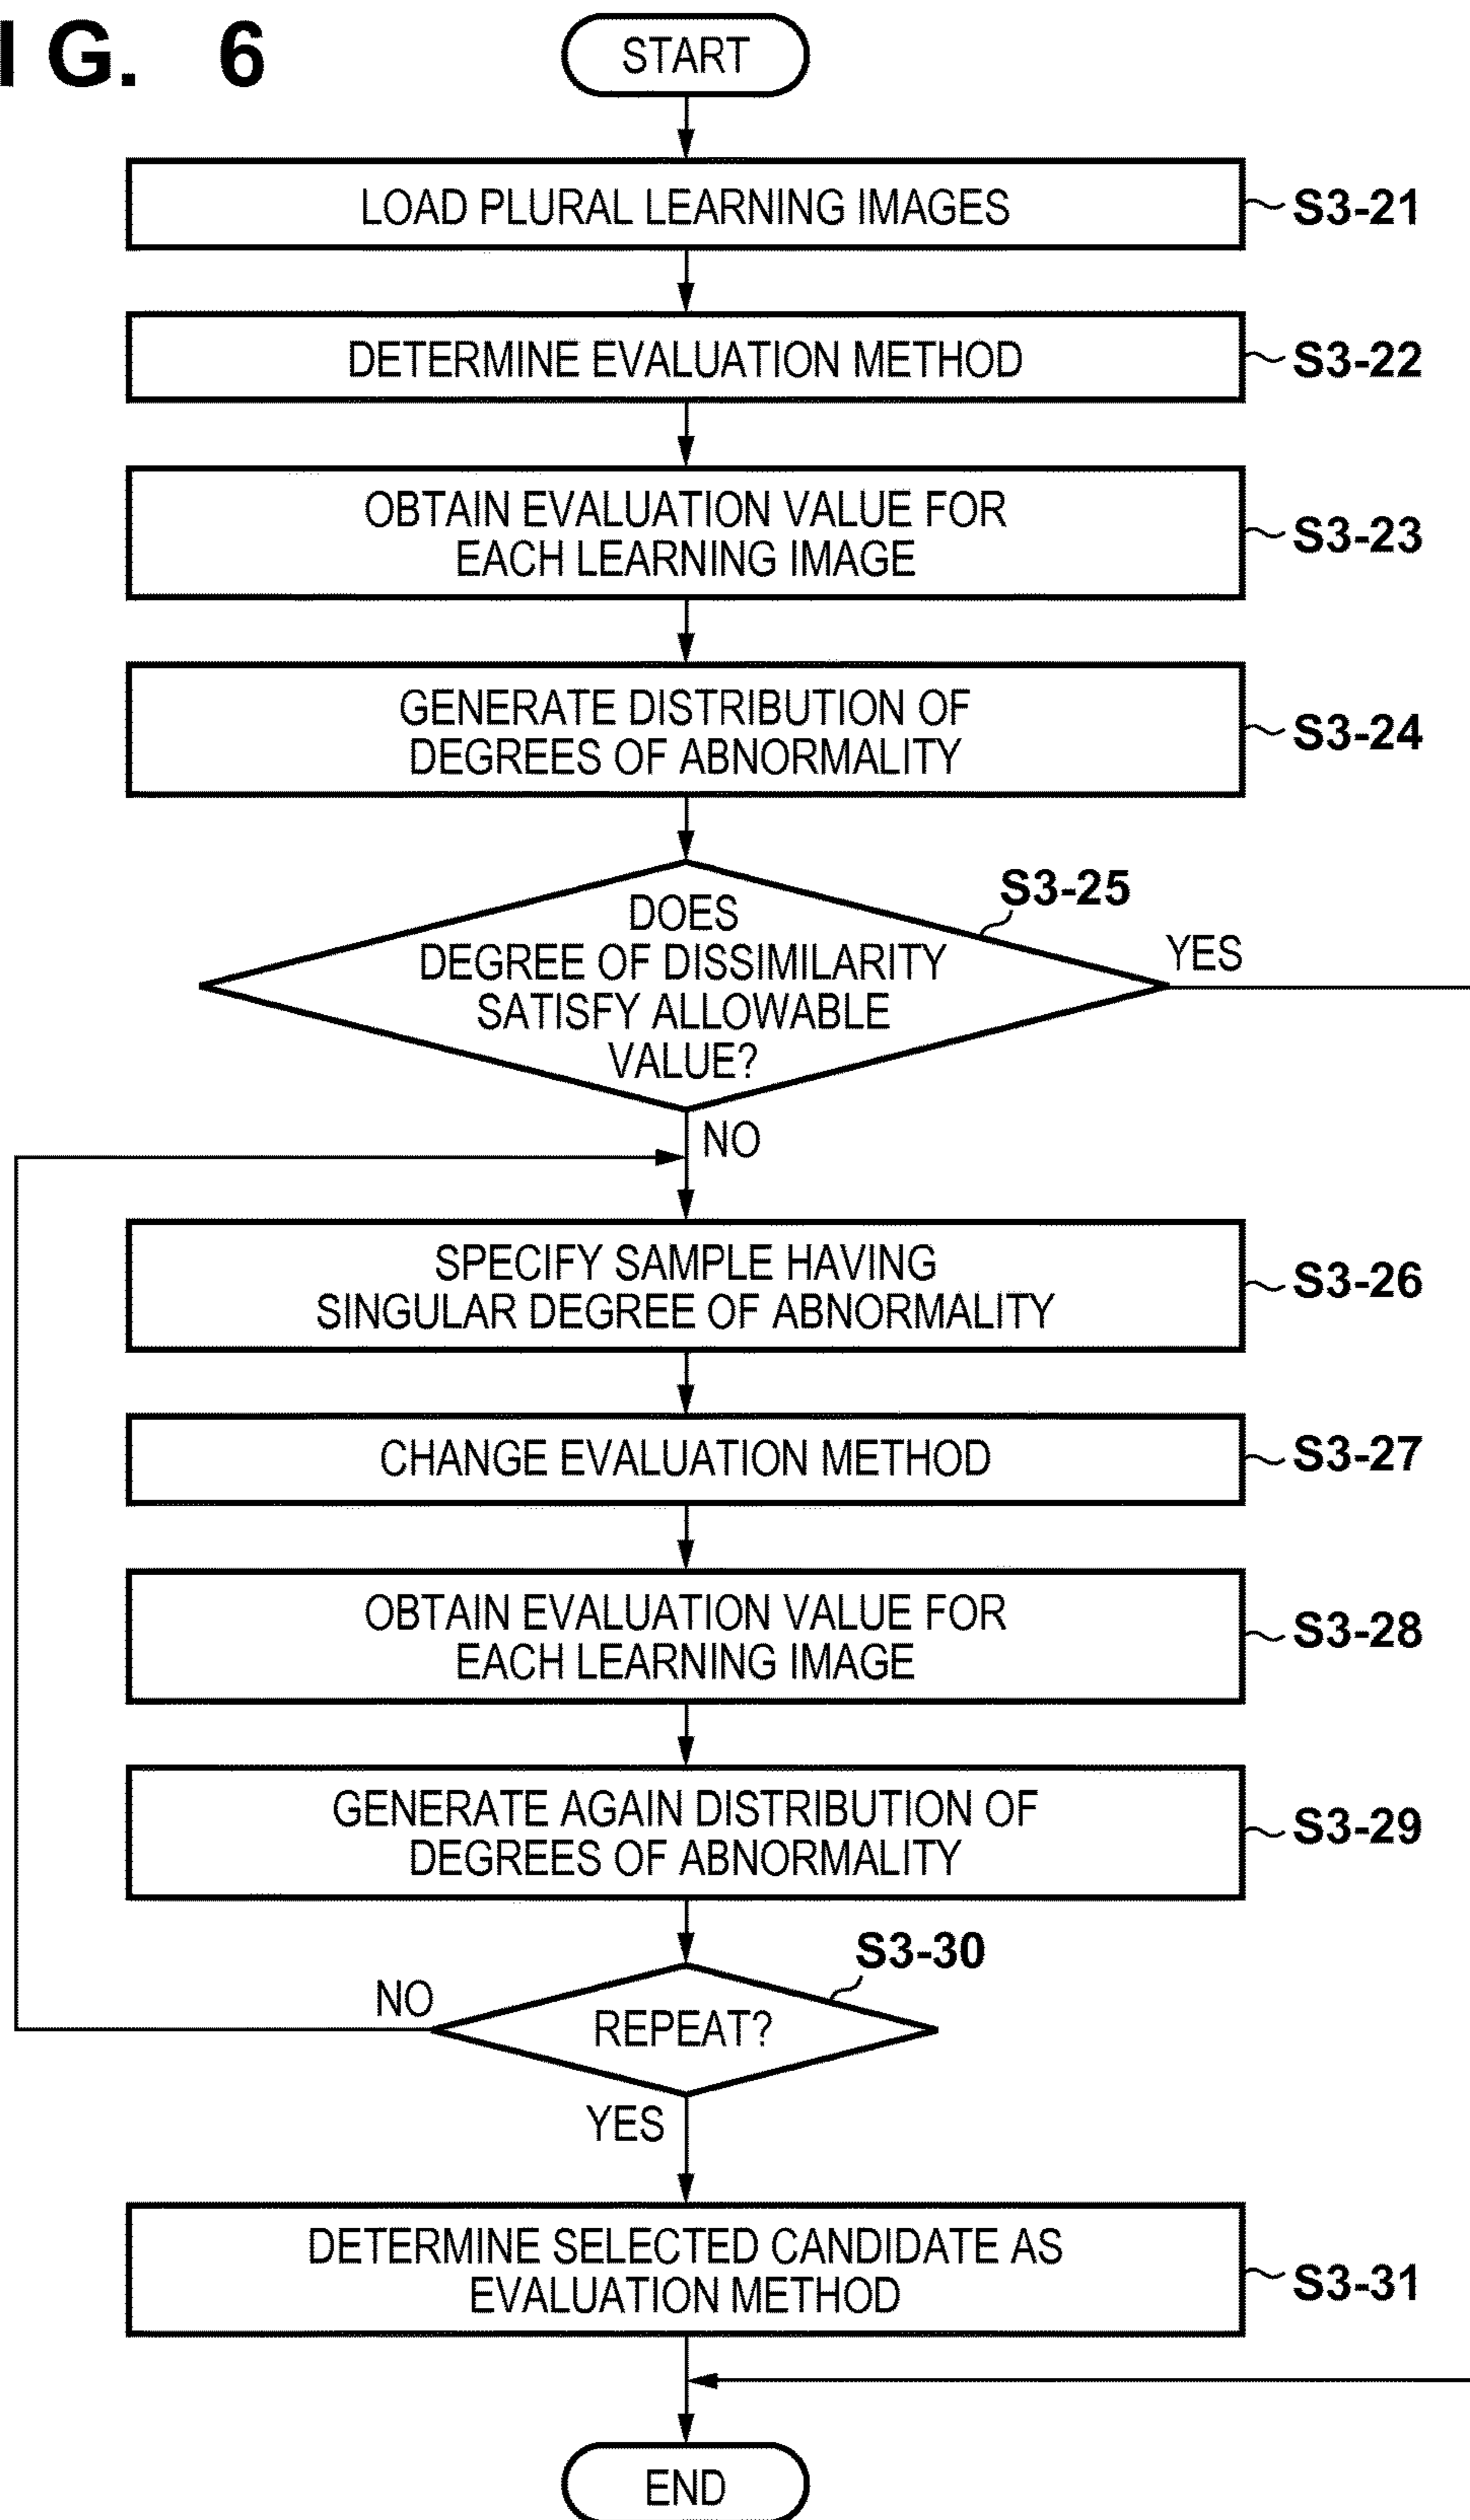 IG. 6
START
LOAD PLURAL LEARNING IMAGES
S3-21
DETERMINE EVALUATION METHOD
S3-22
OBTAIN EVALUATION VALUE FOR
EACH LEARNING IMAGE
S3-23
GENERATE DISTRIBUTION OF
DEGREES OF ABNORMALITY
S3-24
S3-25
DOES
DEGREE OF DISSIMILARITY
SATISFY ALLOWABLE
VALUE?
YES
NO
SPECIFY SAMPLE HAVING
SINGULAR DEGREE OF ABNORMALITY
S3-26
CHANGE EVALUATION METHOD
S3-27
OBTAIN EVALUATION VALUE FOR
EACH LEARNING IMAGE
S3-28
GENERATE AGAIN DISTRIBUTION OF
DEGREES OF ABNORMALITY
S3-29
S3-30
NO
REPEAT?
YES
DETERMINE SELECTED CANDIDATE AS
EVALUATION METHOD
S3-31
END